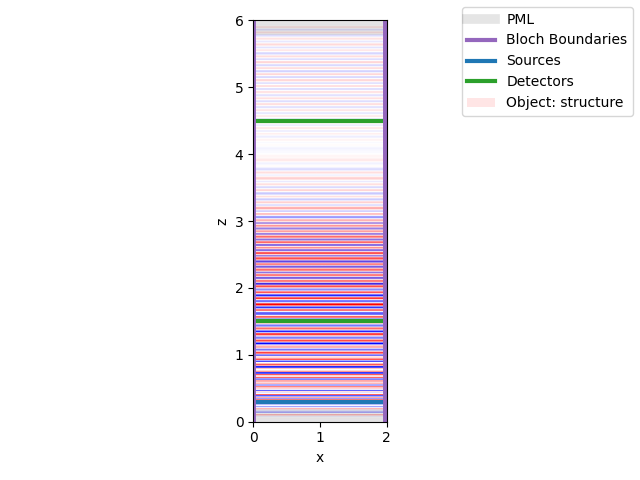 PML
Bloch Boundaries
Sources
Detectors
Object: structure
6
5
4
3
2
1
0
z
0 1 2
x